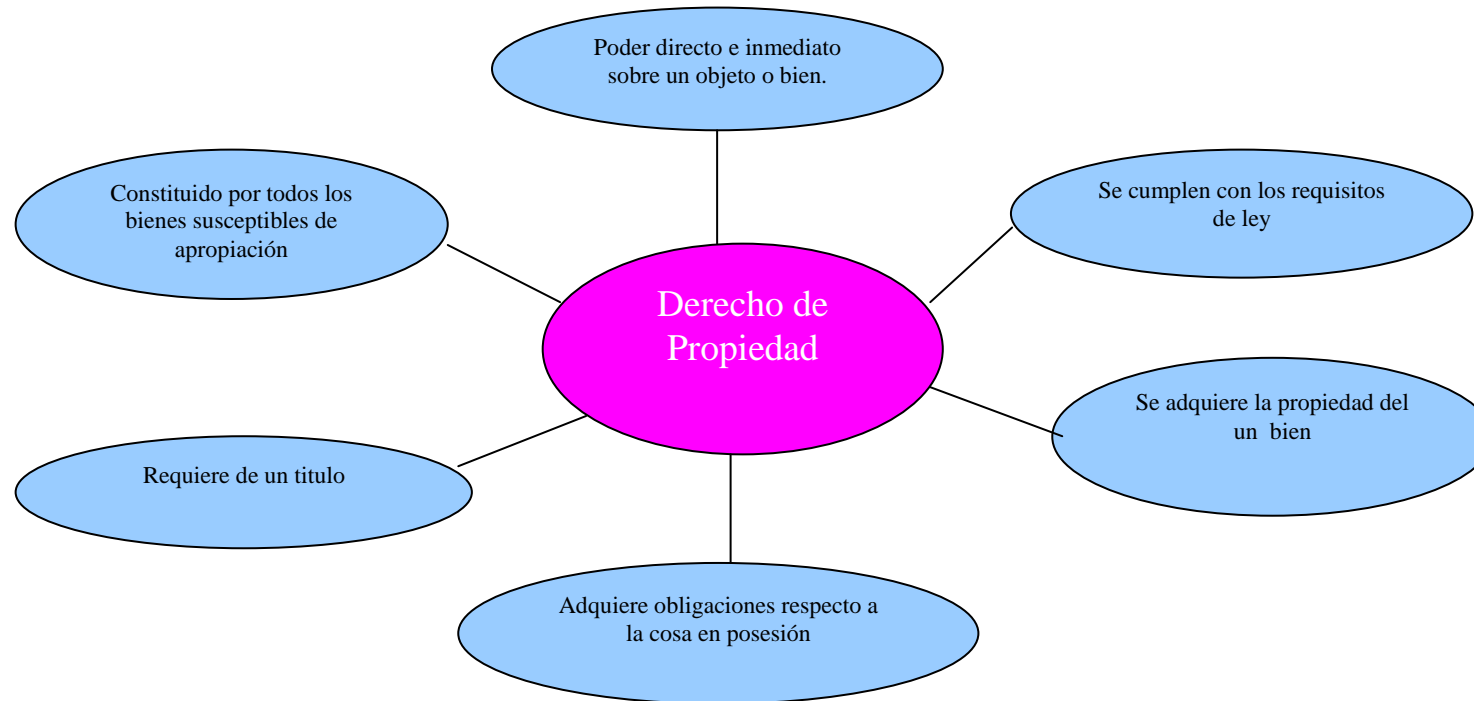 Poder directo e inmediato
sobre un objeto o bien.
Constituido por todos los
bienes susceptibles de
apropiación
Se cumplen con los requisitos
de ley
Derecho de
Propiedad
Se adquiere la propiedad del
un bien
Requiere de un titulo
Adquiere obligaciones respecto a
la cosa en posesión